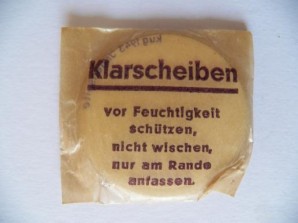 Klarscheiben
vor Feuchtigkeit
schützen,
nicht wischen,
nur am Rande
anfassen.